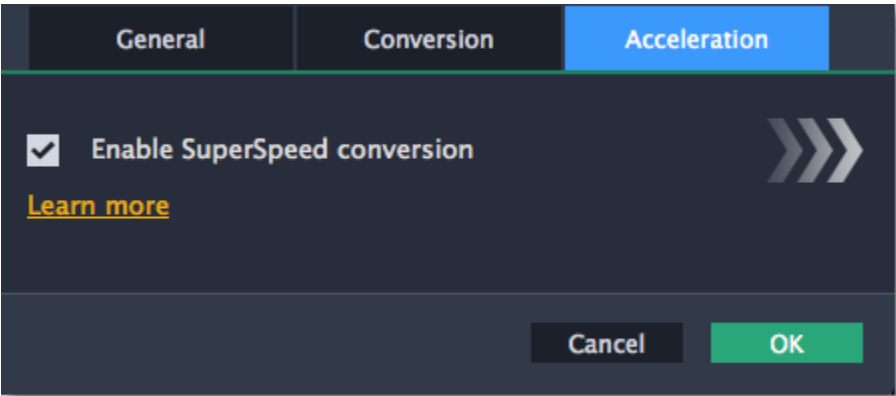 General Conversion Acceleration
Enable SuperSpeed conversion
Learn more
Cancel OK